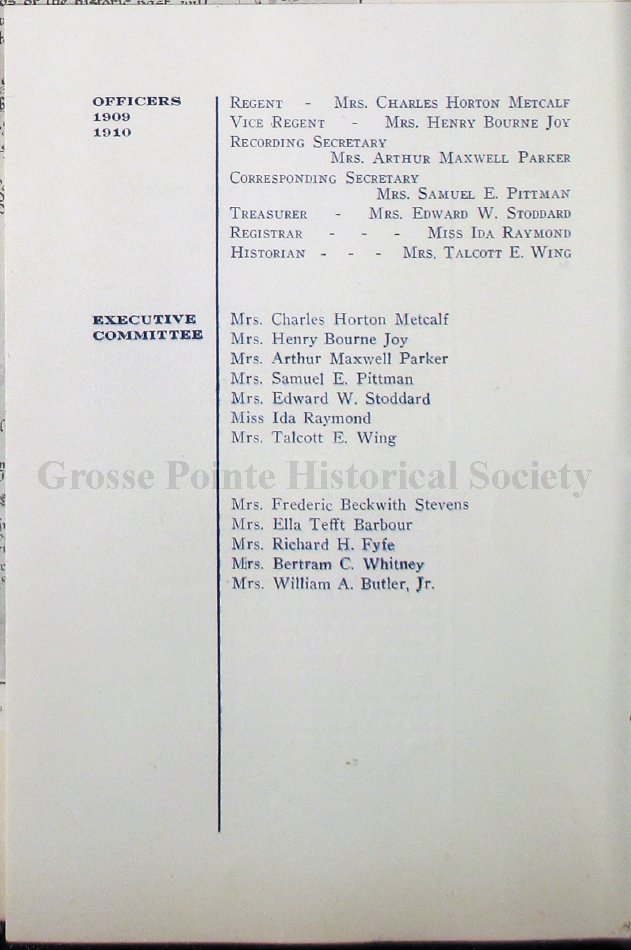 OFFICERS
1909
1910
REGENT - MRS. CHARLES HORTON METCALF
VICE REGENT - MRS. HENRY BOURNE JOY
RECORDING SECRETARY
MRS. ARTHUR MAXWELL PARKER
CORRESPONDING SECRETARY
MRS. SAMUEL E. PITTMAN
TREASURER - MRS. EDWARD W. STODDARD
REGISTRAR - - - MISS IDA RAYMOND
HISTORIAN - - - MRS. TALCOTT E. WING
EXECUTIVE
COMMITTEE
Mrs. Charles Horton Metcalf
Mrs. Henry Bourne Joy
Mrs. Arthur Maxwell Parker
Mrs. Samuel E. Pittman
Mrs. Edward W. Stoddard
Miss Ida Raymond
Mrs. Talcott E. Wing
Grosse Pointe Historical Society
Mrs. Frederic Beckwith Stevens
Mrs. Ella Tefft Barbour
Mrs. Richard H. Fyfe
Mrs. Bertram C. Whitney
Mrs. William A. Butler, Jr.